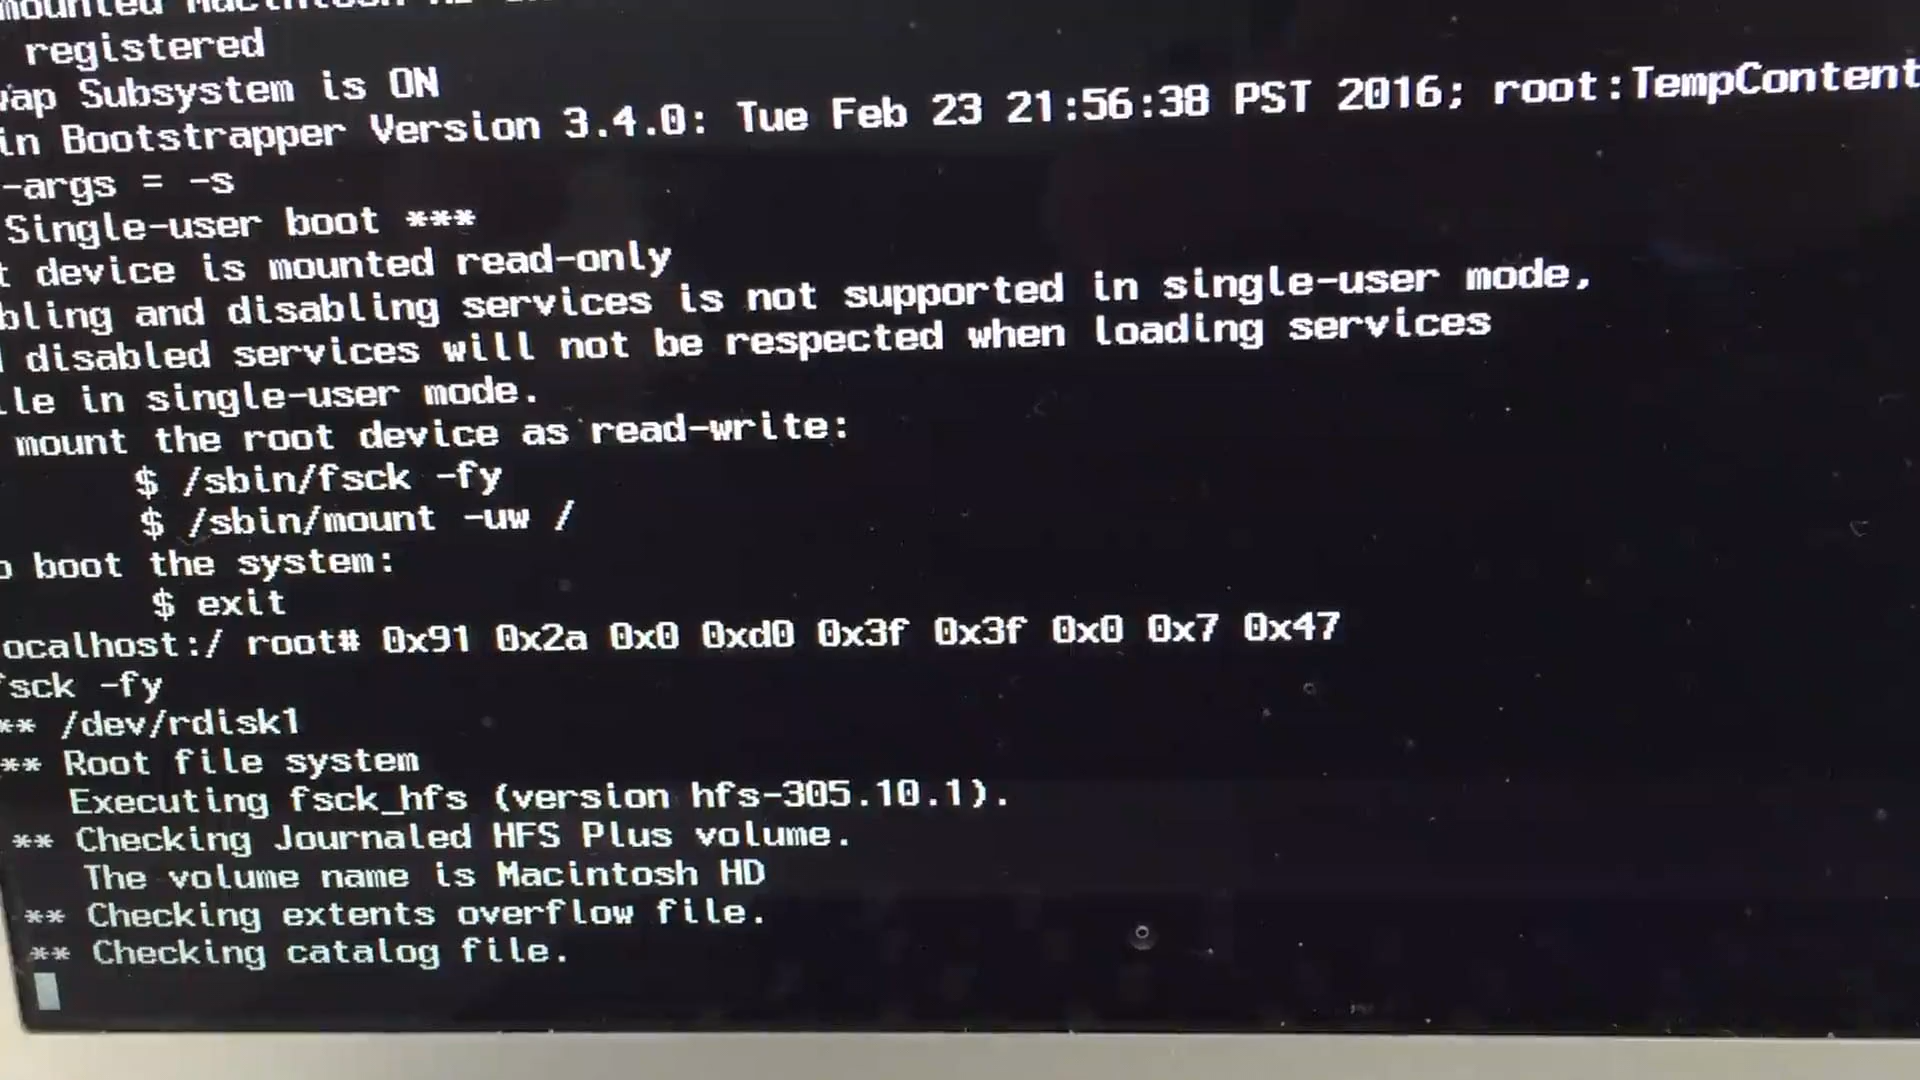 mounted Macintosh
registered
wap Subsystem is ON
in Bootstrapper Version 3.4.0: Tue Feb 23 21:56:38 PST 2016; root:TempContent
-args = -s
Single-user boot ***
t device is mounted read-only
bling and disabling services is not supported in single-user mode,
disabled services will not be respected when loading services
le in single-user mode.
mount the root device as read-write:
$ /sbin/fsck -fy
$ /sbin/mount -uw /
o boot the system:
$ exit
ocalhost:/ root# 0x91 0x2a 0x0 0xd0 0x3f 0x3f 0x0 0x7 0x47
fsck -fy
** /dev/rdisk1
** Root file system
Executing fsck_hfs (version hfs-305.10.1).
** Checking Journaled HFS Plus volume.
The volume name is Macintosh HD
** Checking extents overflow file.
** Checking catalog file.